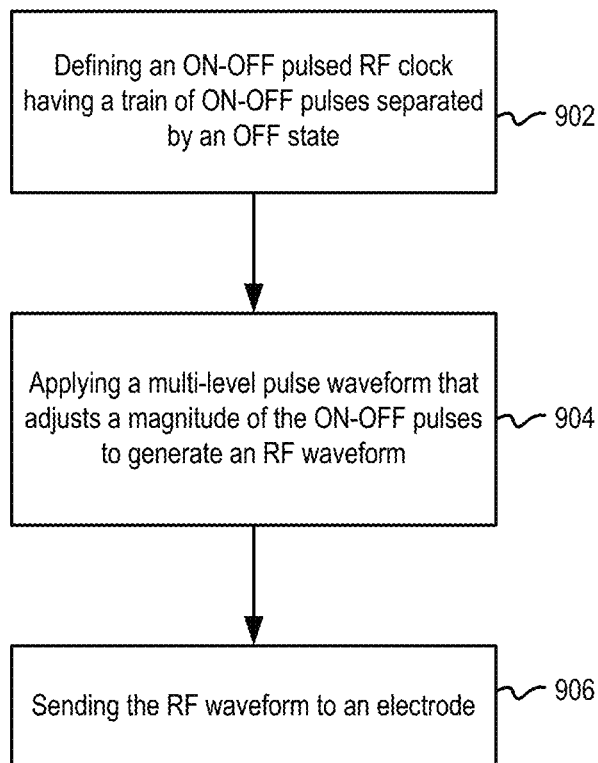 Defining an ON-OFF pulsed RF clock
having a train of ON-OFF pulses separated
by an OFF state
902
Applying a multi-level pulse waveform that
adjusts a magnitude of the ON-OFF pulses
to generate an RF waveform
904
Sending the RF waveform to an electrode
906